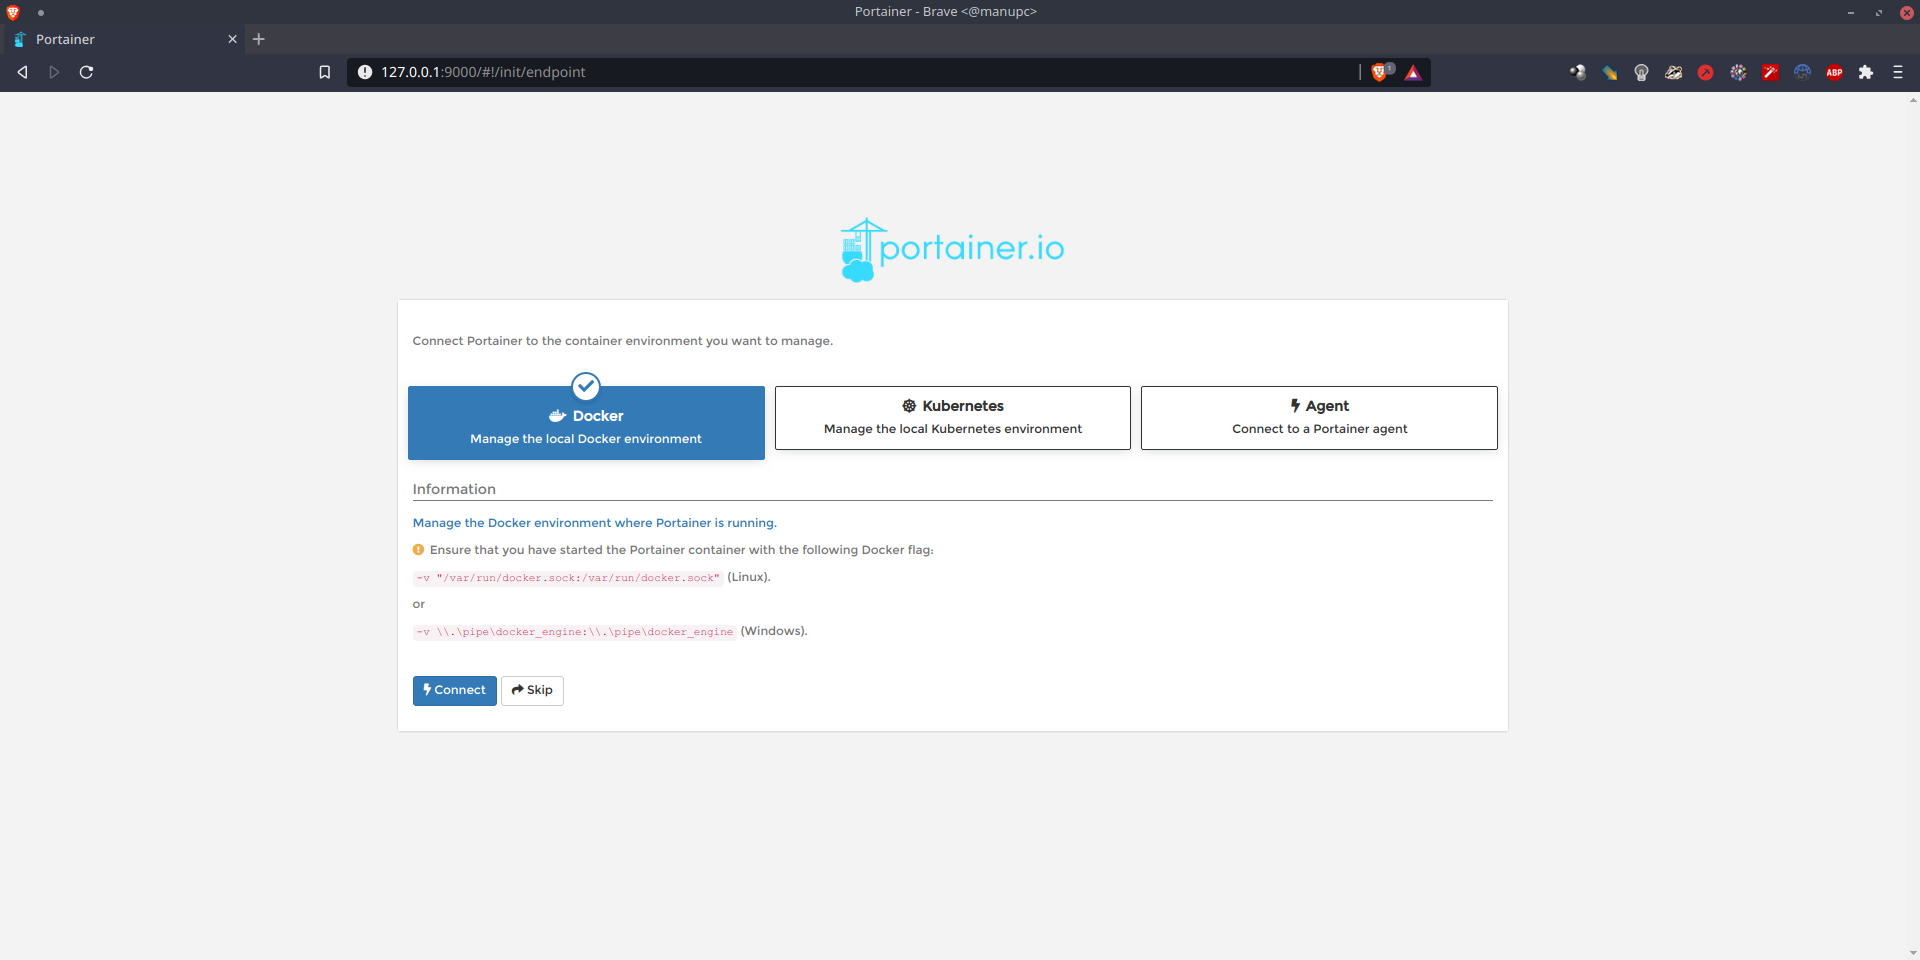 Portainer - Brave <@manupc>
Portainer
127.0.0.1:9000/#!/init/endpoint
1
ABP
portainer.io
Connect Portainer to the container environment you want to manage.
Docker
Manage the local Docker environment
Kubernetes
Manage the local Kubernetes environment
Agent
Connect to a Portainer agent
Information
Manage the Docker environment where Portainer is running.
Ensure that you have started the Portainer container with the following Docker flag:
-v "/var/run/docker.sock:/var/run/docker.sock" (Linux).
or
-v \\.\pipe\docker_engine:\\.\pipe\docker_engine (Windows).
Connect
Skip